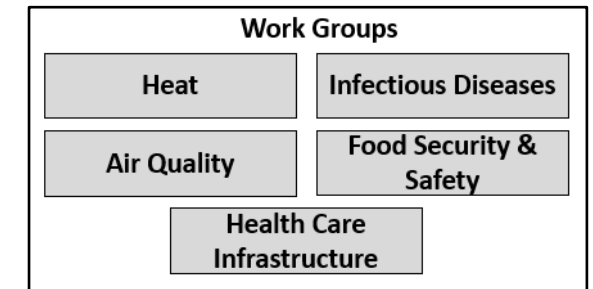 Work Groups
Heat
Infectious Diseases
Air Quality
Food Security &
Safety
Health Care
Infrastructure